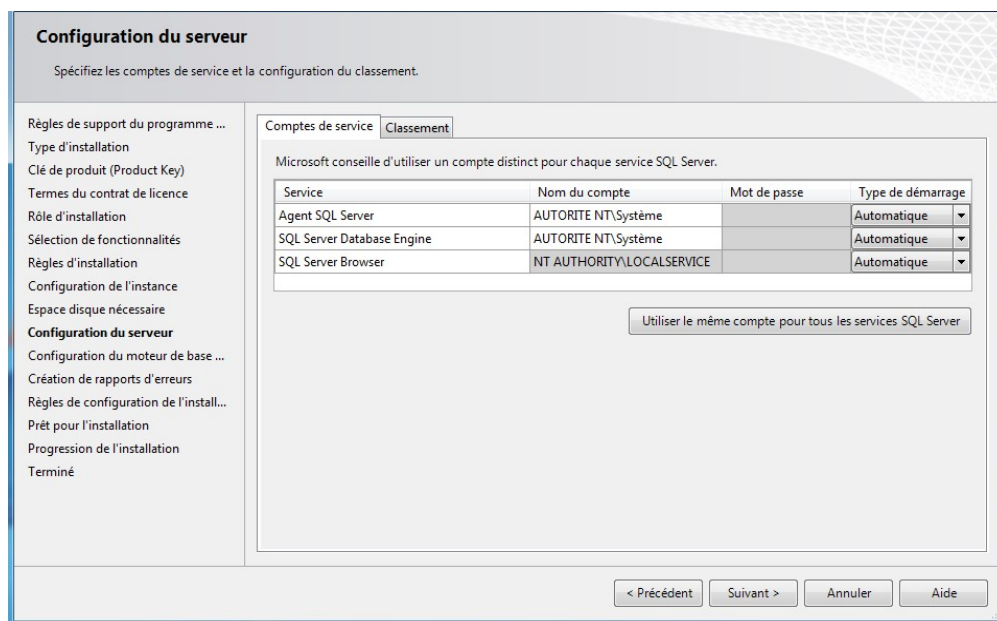 Configuration du serveur
Spécifiez les comptes de service et la configuration du classement.
Règles de support du programme ...
Type d'installation
Clé de produit (Product Key)
Termes du contrat de licence
Rôle d'installation
Sélection de fonctionnalités
Règles d'installation
Configuration de l'instance
Espace disque nécessaire
Configuration du serveur
Configuration du moteur de base ...
Création de rapports d'erreurs
Règles de configuration de l'install...
Prêt pour l'installation
Progression de l'installation
Terminé
Comptes de service Classement
Microsoft conseille d'utiliser un compte distinct pour chaque service SQL Server.
Service Nom du compte Mot de passe Type de démarrage
Agent SQL Server AUTORITE NT\Système Automatique
SQL Server Database Engine AUTORITE NT\Système Automatique
SQL Server Browser NT AUTHORITY\LOCALSERVICE Automatique
Utiliser le même compte pour tous les services SQL Server
< Précédent Suivant > Annuler Aide